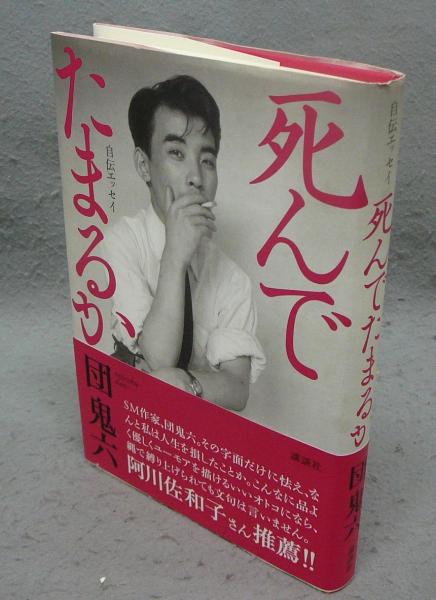 死んで
たまるか
自伝エッセイ
団鬼六
講談社
SM作家、団鬼六。その字面だけに怯え、な
んと私は人生を損したことか。こんなに品よ
く優しくユーモアを描けるいいオトコになら、
縄で縛り上げられても文句は言いません。
阿川佐和子さん推薦!!
自伝エッセイ
死んでたまるか
団鬼六